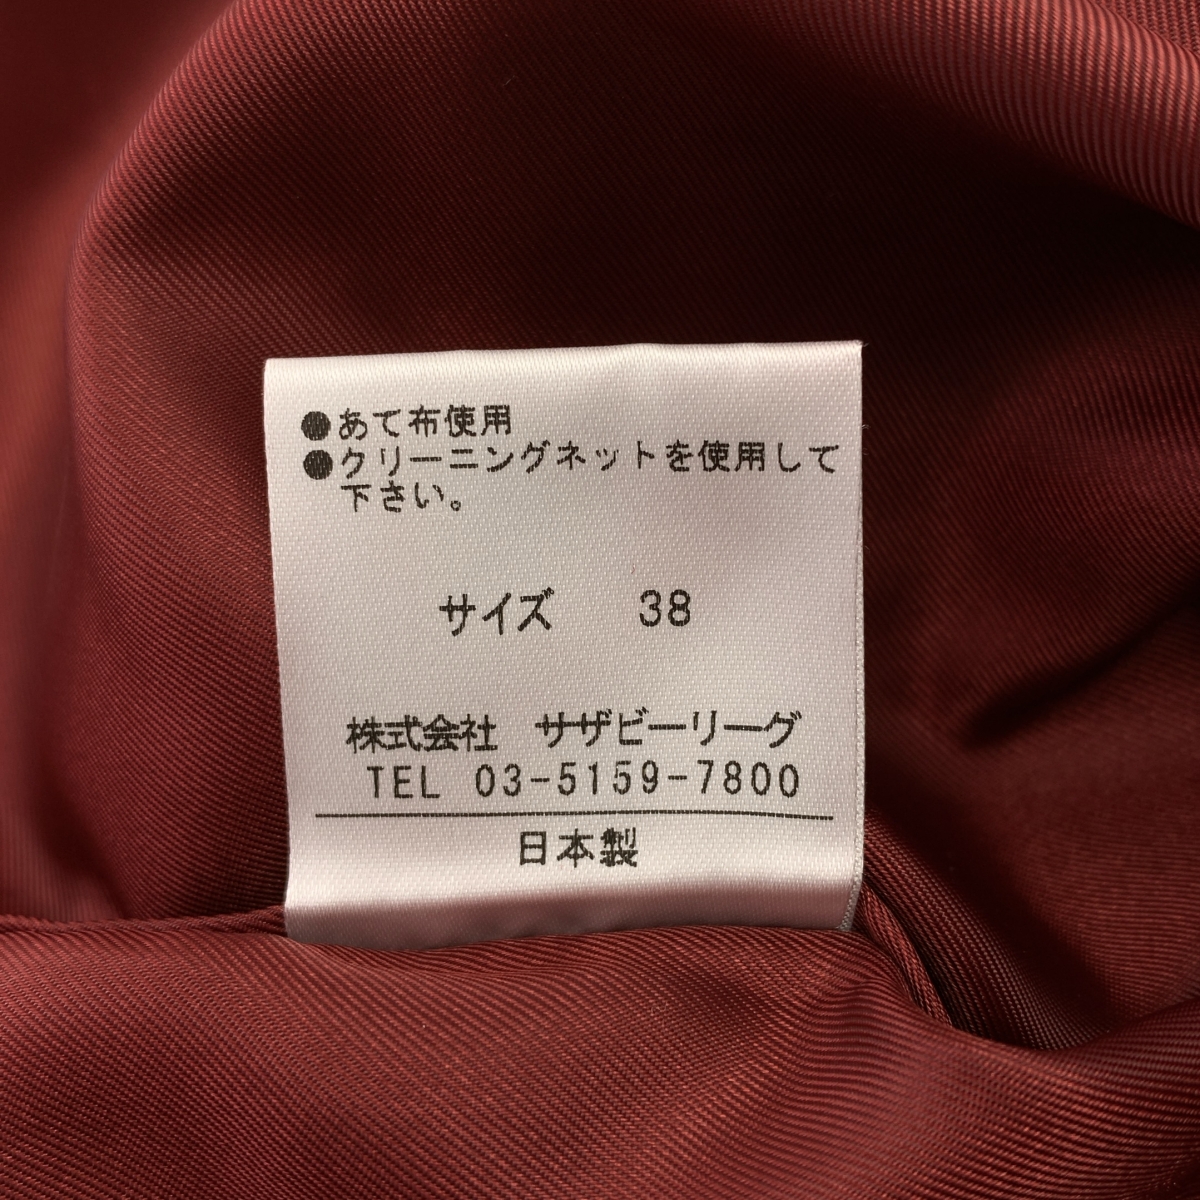 ●あて布使用
●クリーニングネットを使用して
下さい。
サイズ 38
株式会社 サザビーリーグ
TEL 03-5159-7800
日本製